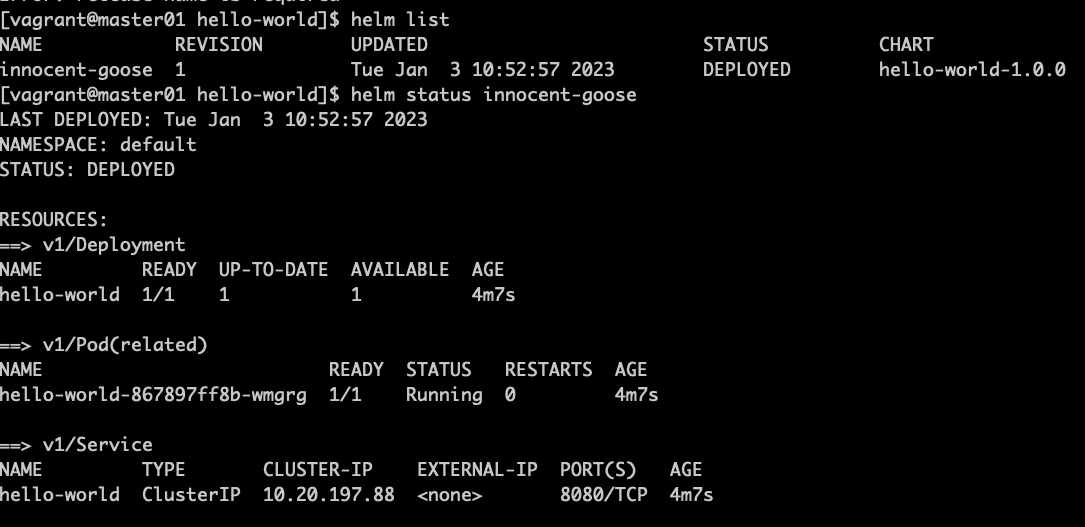 Error: release name is required
[vagrant@master01 hello-world]$ helm list
NAME REVISION UPDATED STATUS CHART
innocent-goose 1 Tue Jan 3 10:52:57 2023 DEPLOYED hello-world-1.0.0
[vagrant@master01 hello-world]$ helm status innocent-goose
LAST DEPLOYED: Tue Jan 3 10:52:57 2023
NAMESPACE: default
STATUS: DEPLOYED
RESOURCES:
==> v1/Deployment
NAME READY UP-TO-DATE AVAILABLE AGE
hello-world 1/1 1 1 4m7s
==> v1/Pod(related)
NAME READY STATUS RESTARTS AGE
hello-world-867897ff8b-wmgrg 1/1 Running 0 4m7s
==> v1/Service
NAME TYPE CLUSTER-IP EXTERNAL-IP PORT(S) AGE
hello-world ClusterIP 10.20.197.88 <none> 8080/TCP 4m7s